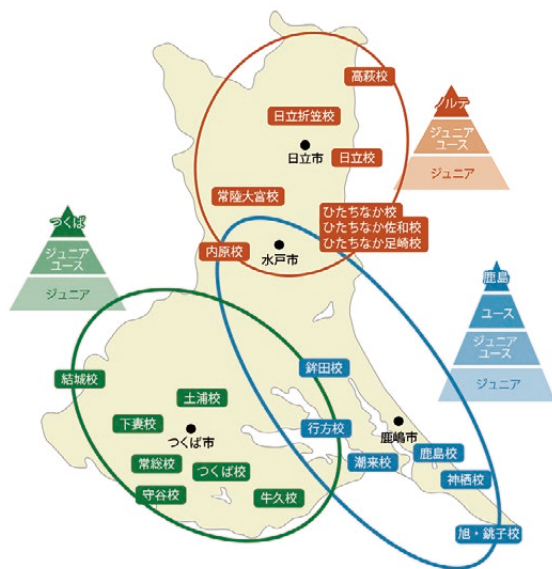 高萩校
ノルテ
ジュニア
ユース
ジュニア
日立折笠校
日立市
日立校
常陸大宮校
ひたちなか校
ひたちなか佐和校
ひたちなか足崎校
内原校
水戸市
つくば
ジュニア
ユース
ジュニア
鹿島
ユース
ジュニア
ユース
ジュニア
結城校
鉾田校
土浦校
下妻校
つくば市
行方校
鹿嶋市
常総校
つくば校
潮来校
鹿島校
神栖校
守谷校
牛久校
旭・銚子校